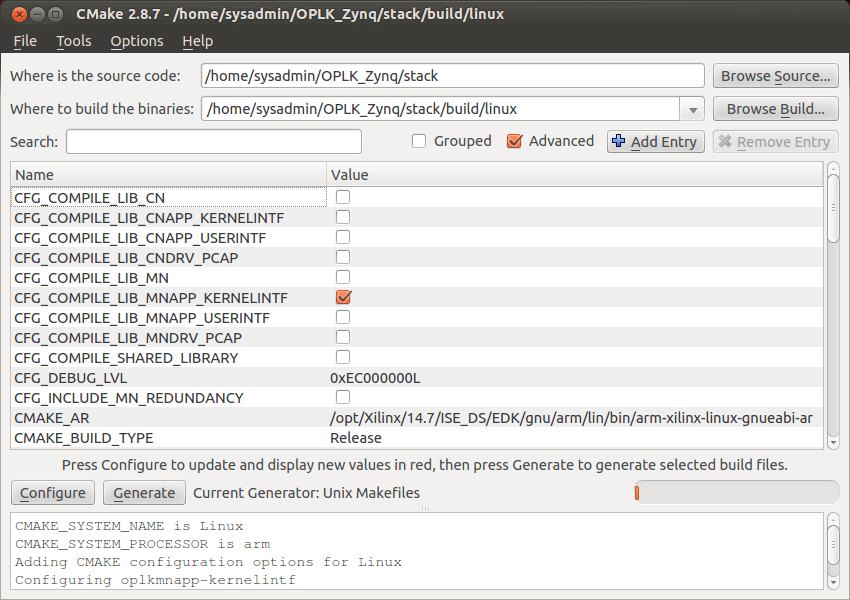 CMake 2.8.7 - /home/sysadmin/OPLK_Zynq/stack/build/linux
File Tools Options Help
Where is the source code: /home/sysadmin/OPLK_Zynq/stack Browse Source...
Where to build the binaries: /home/sysadmin/OPLK_Zynq/stack/build/linux Browse Build...
Search: Grouped Advanced Add Entry Remove Entry
Name Value
CFG_COMPILE_LIB_CN
CFG_COMPILE_LIB_CNAPP_KERNELINTF
CFG_COMPILE_LIB_CNAPP_USERINTF
CFG_COMPILE_LIB_CNDRV_PCAP
CFG_COMPILE_LIB_MN
CFG_COMPILE_LIB_MNAPP_KERNELINTF
CFG_COMPILE_LIB_MNAPP_USERINTF
CFG_COMPILE_LIB_MNDRV_PCAP
CFG_COMPILE_SHARED_LIBRARY
CFG_DEBUG_LVL 0xEC000000L
CFG_INCLUDE_MN_REDUNDANCY
CMAKE_AR /opt/Xilinx/14.7/ISE_DS/EDK/gnu/arm/lin/bin/arm-xilinx-linux-gnueabi-ar
CMAKE_BUILD_TYPE Release
Press Configure to update and display new values in red, then press Generate to generate selected build files.
Configure Generate Current Generator: Unix Makefiles
CMAKE_SYSTEM_NAME is Linux
CMAKE_SYSTEM_PROCESSOR is arm
Adding CMAKE configuration options for Linux
Configuring oplkmnapp-kernelintf